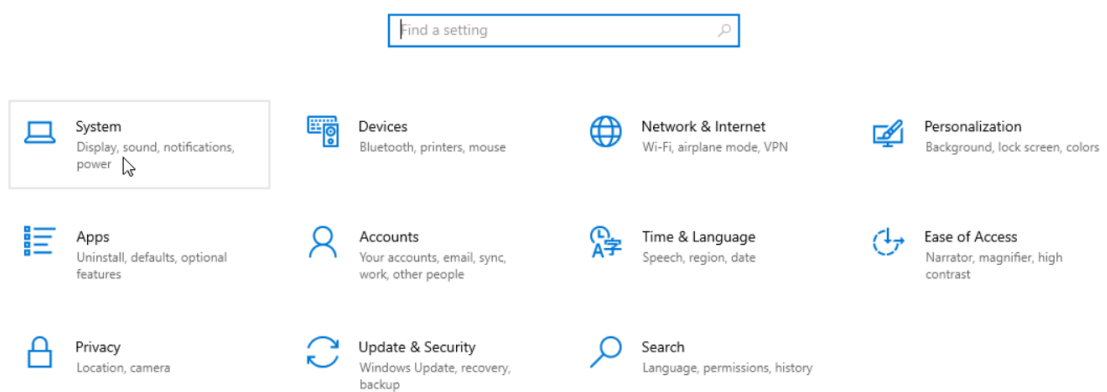 Find a setting
System
Display, sound, notifications,
power
Devices
Bluetooth, printers, mouse
Network & Internet
Wi-Fi, airplane mode, VPN
Personalization
Background, lock screen, colors
Apps
Uninstall, defaults, optional
features
Accounts
Your accounts, email, sync,
work, other people
Time & Language
Speech, region, date
A字
Ease of Access
Narrator, magnifier, high
contrast
Privacy
Location, camera
Update & Security
Windows Update, recovery,
backup
Search
Language, permissions, history